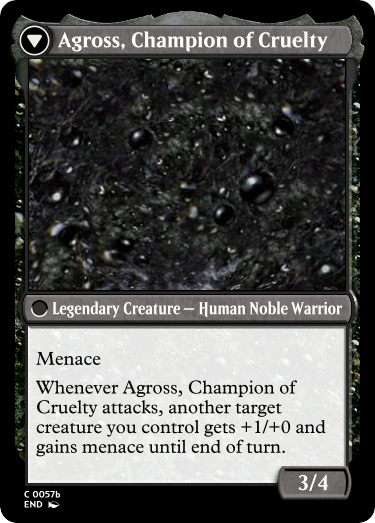 Agross, Champion of Cruelty
Legendary Creature — Human Noble Warrior
Menace
Whenever Agross, Champion of
Cruelty attacks, another target
creature you control gets +1/+0 and
gains menace until end of turn.
3/4
C 0057b
END